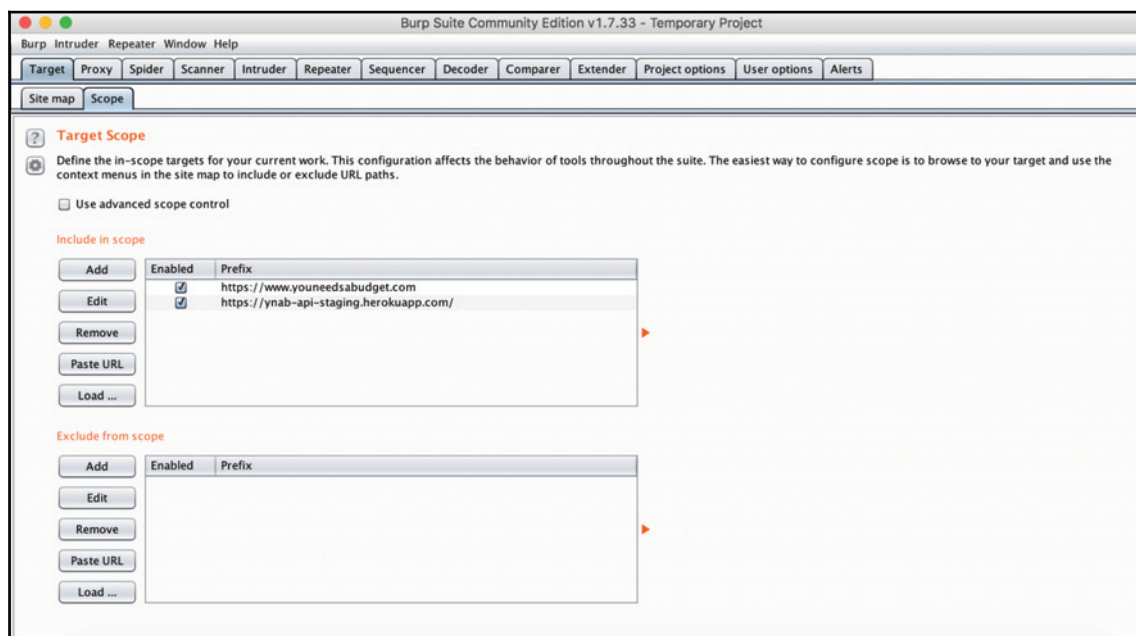 Burp Suite Community Edition v1.7.33 - Temporary Project
Burp Intruder Repeater Window Help
Target Proxy Spider Scanner Intruder Repeater Sequencer Decoder Comparer Extender Project options User options Alerts
Site map Scope
? Target Scope
Define the in-scope targets for your current work. This configuration affects the behavior of tools throughout the suite. The easiest way to configure scope is to browse to your target and use the
context menus in the site map to include or exclude URL paths.
Use advanced scope control
Include in scope
Add Enabled Prefix
https://www.youneedsabudget.com
Edit https://ynab-api-staging.herokuapp.com/
Remove
Paste URL
Load ...
Exclude from scope
Add Enabled Prefix
Edit
Remove
Paste URL
Load ...